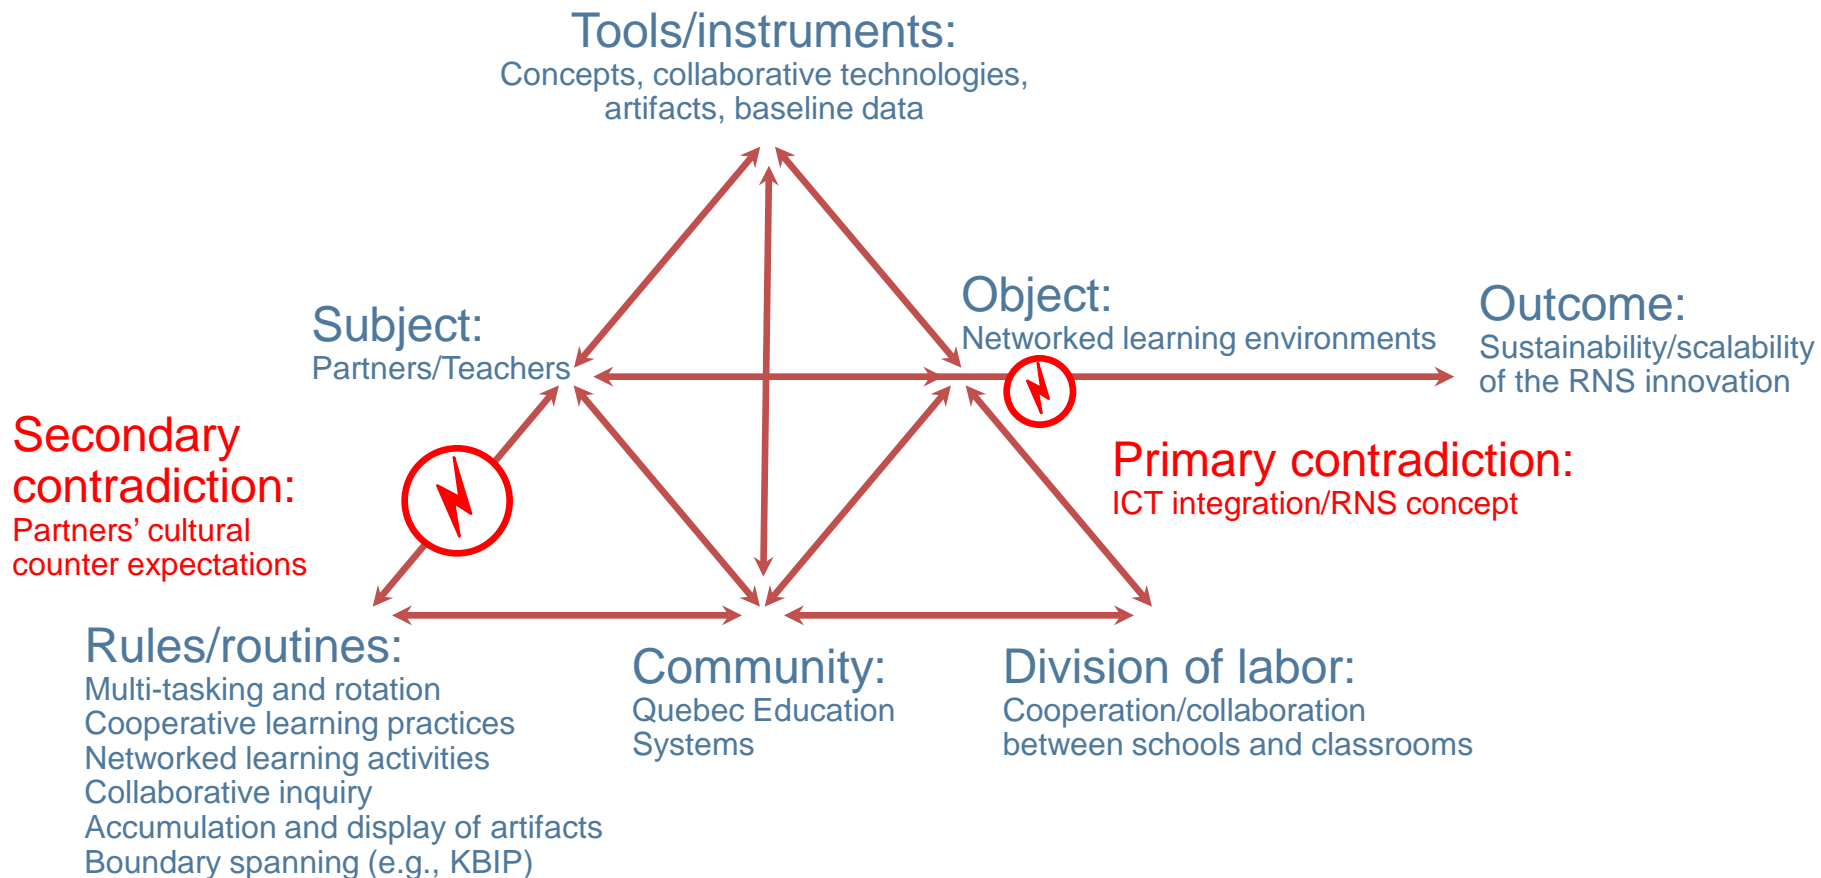 Tools/instruments:
Concepts, collaborative technologies,
artifacts, baseline data
Subject:
Partners/Teachers
Object:
Networked learning environments
Outcome:
Sustainability/scalability
of the RNS innovation
Secondary
contradiction:
Partners’ cultural
counter expectations
Primary contradiction:
ICT integration/RNS concept
Rules/routines:
Multi-tasking and rotation
Cooperative learning practices
Networked learning activities
Collaborative inquiry
Accumulation and display of artifacts
Boundary spanning (e.g., KBIP)
Community:
Quebec Education
Systems
Division of labor:
Cooperation/collaboration
between schools and classrooms